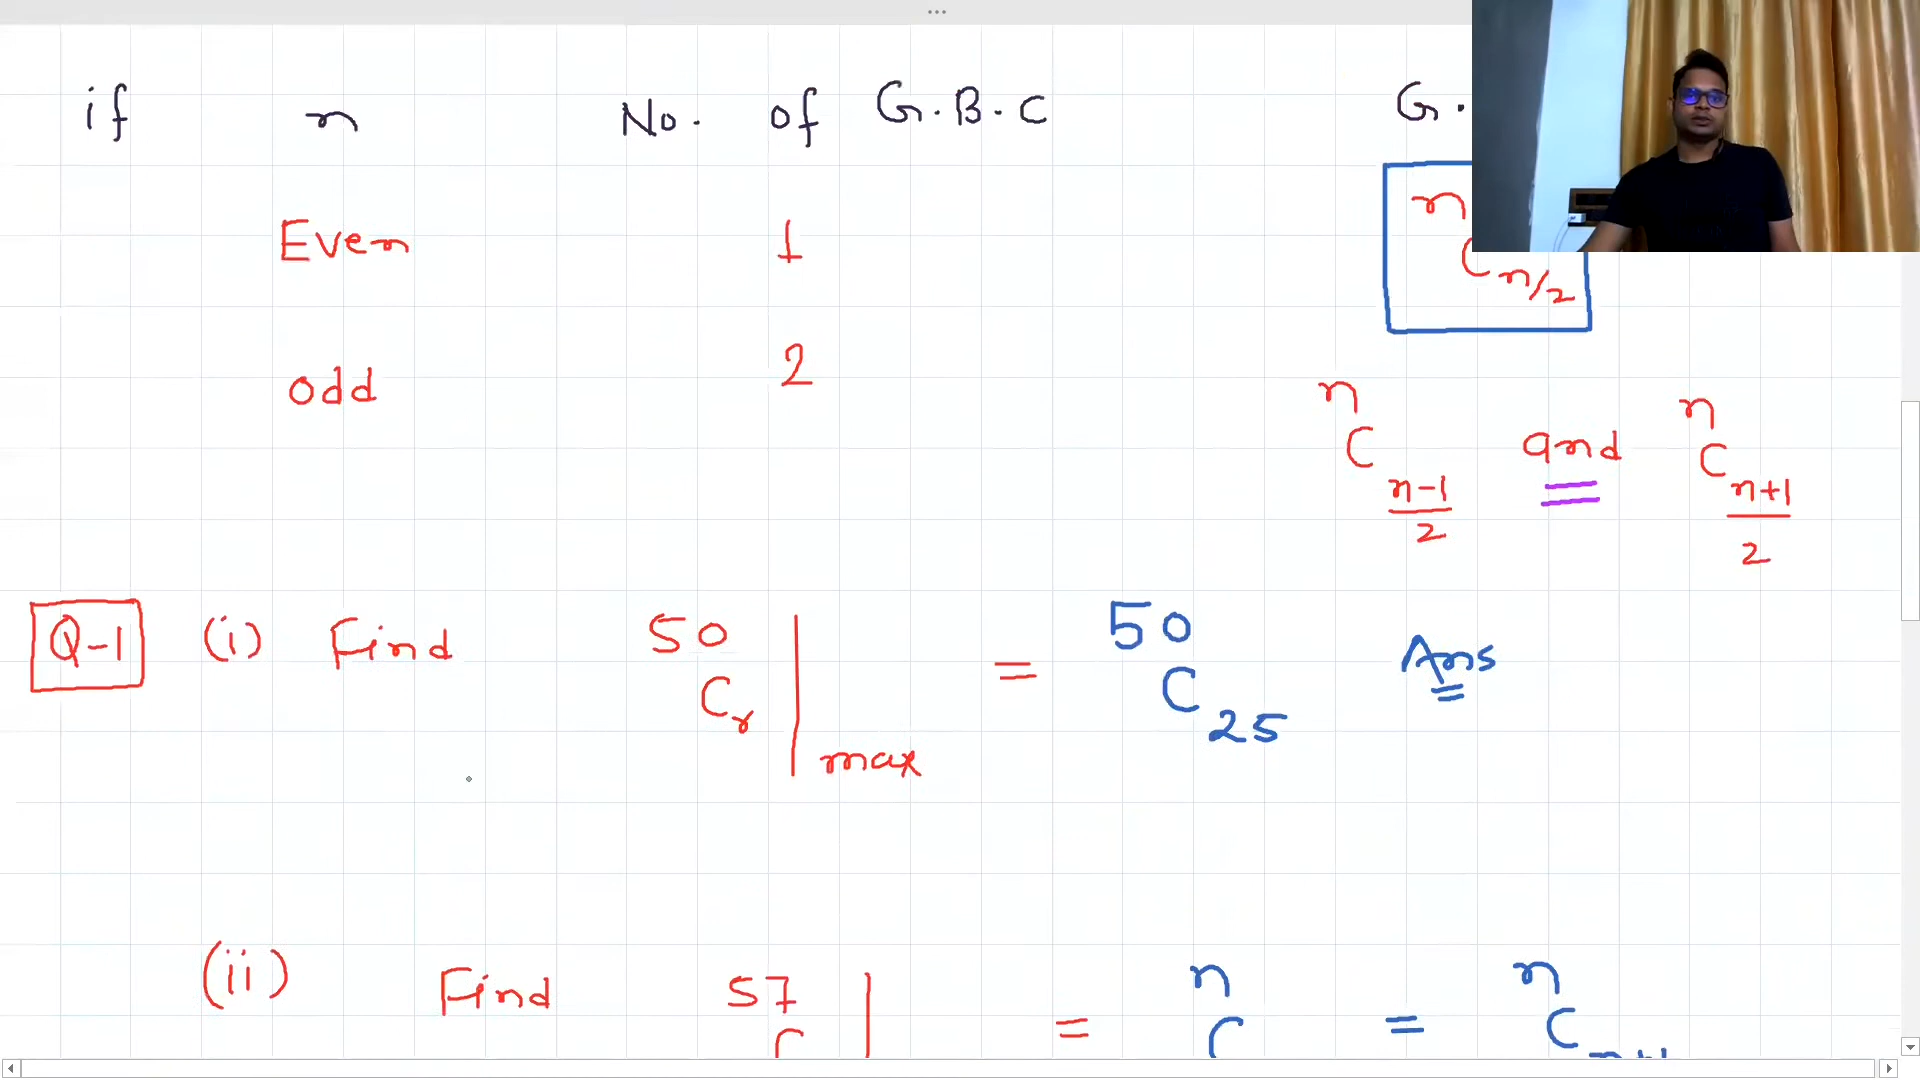 if n No. of G.B.C G.
Even 1 n C n/2
odd 2 n C n-1/2 and n C n+1/2
Q-1 (i) Find 50 C r | max = 50 C 25 Ans
(ii) Find 57 C | = n C = n C